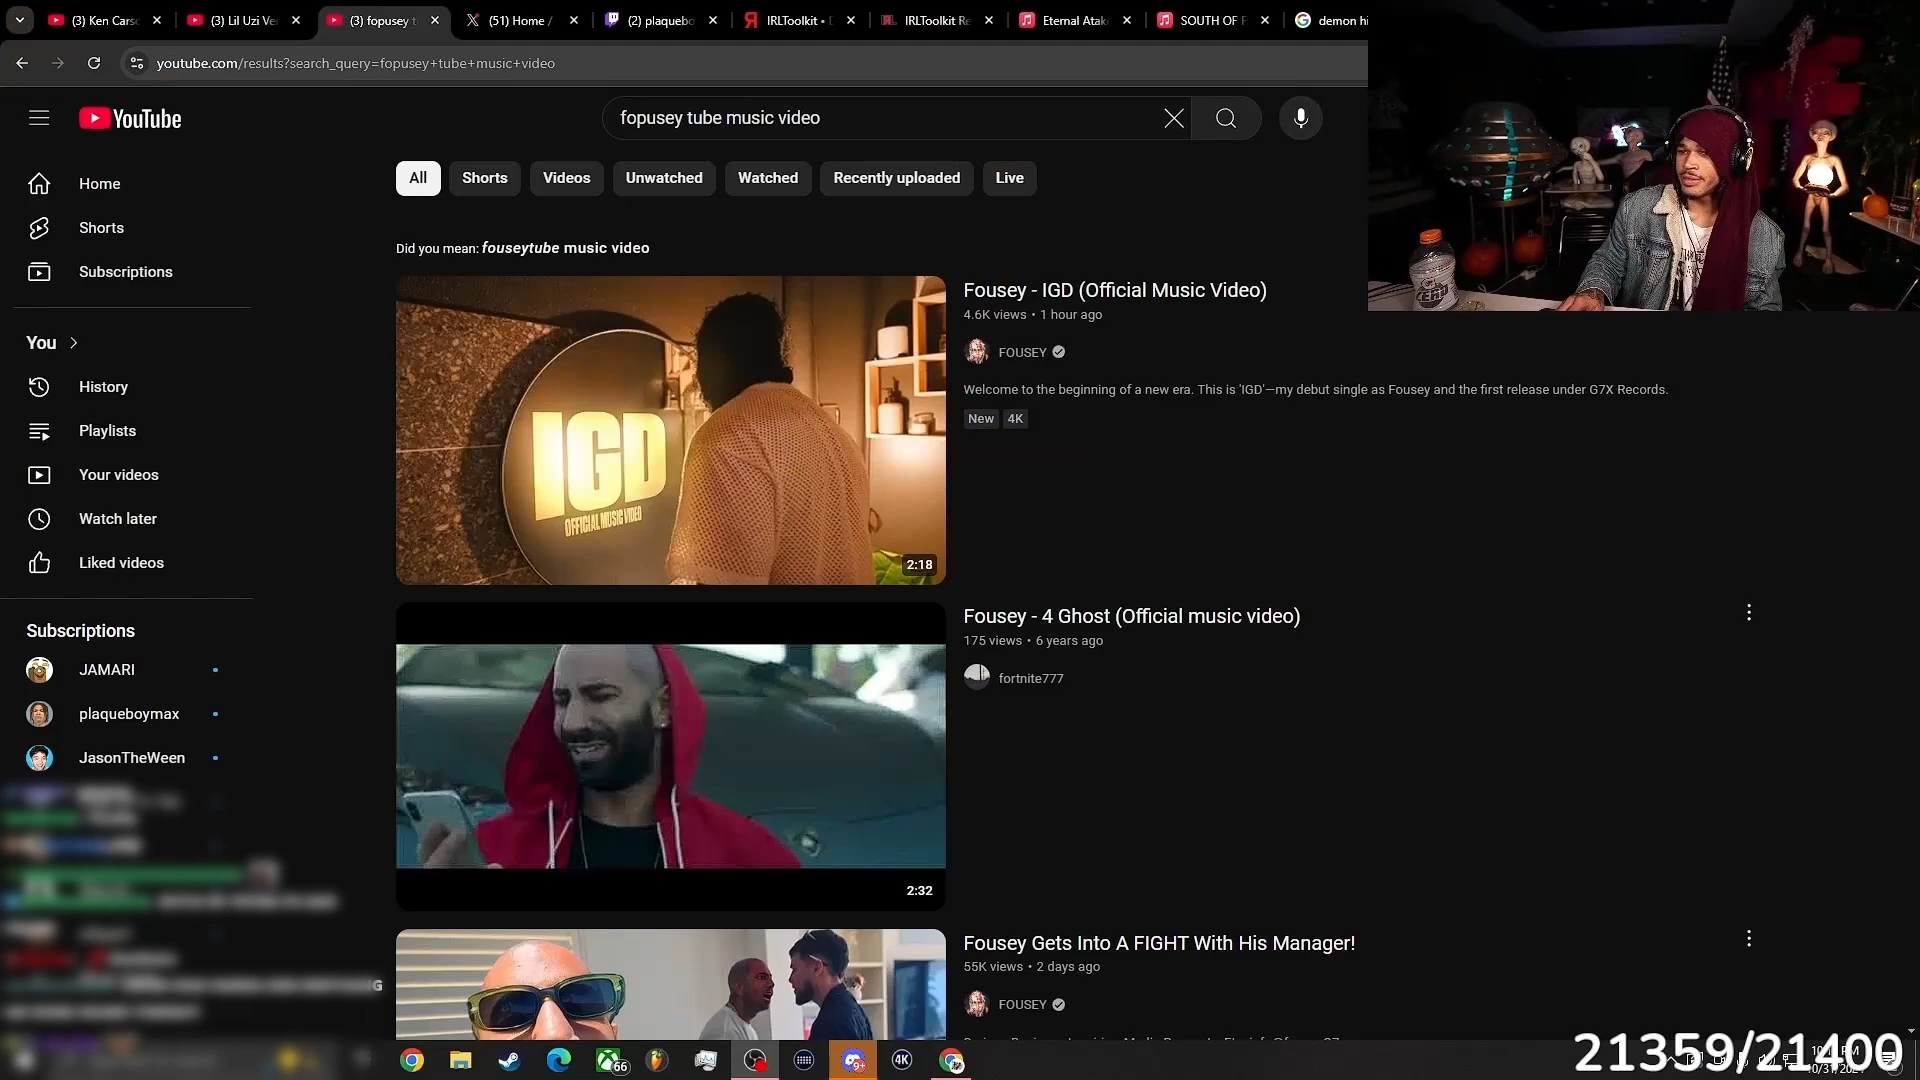 (3) Ken Carso
(3) Lil Uzi Ve
(3) fopusey t
(51) Home /
(2) plaquebo
IRLToolkit •
IRLToolkit Re
Eternal Atak
SOUTH OF
demon hi
youtube.com/results?search_query=fopusey+tube+music+video
YouTube
fopusey tube music video
Home
Shorts
Subscriptions
You
History
Playlists
Your videos
Watch later
Liked videos
Subscriptions
JAMARI
plaqueboymax
JasonTheWeen
All
Shorts
Videos
Unwatched
Watched
Recently uploaded
Live
Did you mean: fouseytube music video
IGD
OFFICIAL MUSIC VIDEO
2:18
Fousey - IGD (Official Music Video)
4.6K views • 1 hour ago
FOUSEY
Welcome to the beginning of a new era. This is 'IGD'—my debut single as Fousey and the first release under G7X Records.
New
4K
2:32
Fousey - 4 Ghost (Official music video)
175 views • 6 years ago
fortnite777
Fousey Gets Into A FIGHT With His Manager!
55K views • 2 days ago
FOUSEY
66
9+
4K
21359/21400